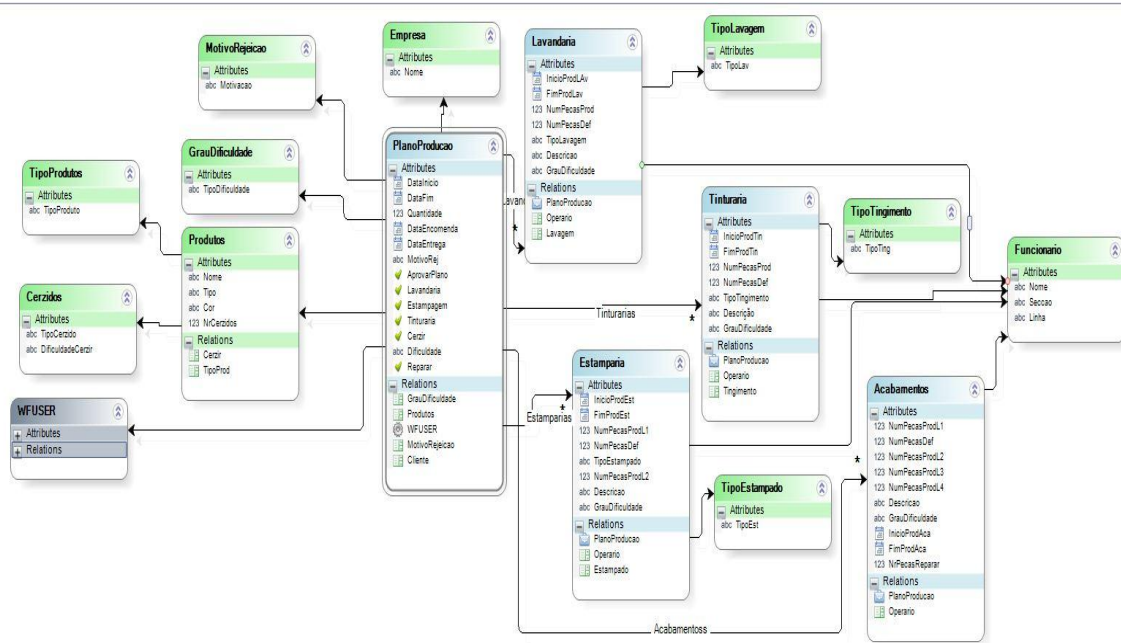 MotivoRejeicao
Attributes
abc Motivacao
Empresa
Attributes
abc Nome
Lavandaria
Attributes
InicioProdLAv
FimProdLav
123 NumPecasProd
123 NumPecasDef
abc TipoLavagem
abc Descricao
abc GrauDificuldade
Relations
PlanoProducao
Operario
Lavagem
TipoLavagem
Attributes
abc TipoLav
GrauDificuldade
Attributes
abc TipoDificuldade
TipoProdutos
Attributes
abc TipoProduto
Produtos
Attributes
abc Nome
abc Tipo
abc Cor
123 NrCerzidos
Relations
Cerzir
TipoProd
Cerzidos
Attributes
abc TipoCerzido
abc DificuldadeCerzir
WFUSER
Attributes
Relations
PlanoProducao
Attributes
DataInicio
DataFim
123 Quantidade
DataEncomenda
DataEntrega
abc MotivoRej
AprovarPlano
Lavandaria
Estampagem
Tinturaria
Cerzir
abc Dificuldade
Reparar
Relations
GrauDificuldade
Produtos
WFUSER
MotivoRejeicao
Cliente
*
Tinturarias
*
Estamparias
*
Acabamentoss
*
Tinturaria
Attributes
InicioProdTin
FimProdTin
123 NumPecasProd
123 NumPecasDef
abc TipoTingimento
abc Descrição
abc GrauDificuldade
Relations
PlanoProducao
Operario
Tingimento
TipoTingimento
Attributes
abc TipoTing
Funcionario
Attributes
abc Nome
abc Seccao
abc Linha
Estamparia
Attributes
InicioProdEst
FimProdEst
123 NumPecasProdL1
123 NumPecasDef
abc TipoEstampado
123 NumPecasProdL2
abc Descricao
abc GrauDificuldade
Relations
PlanoProducao
Operario
Estampado
TipoEstampado
Attributes
abc TipoEst
Acabamentos
Attributes
123 NumPecasProdL1
123 NumPecasDef
123 NumPecasProdL2
123 NumPecasProdL3
123 NumPecasProdL4
abc Descricao
abc GrauDificuldade
InicioProdAca
FimProdAca
123 NrPecasReparar
Relations
PlanoProducao
Operario